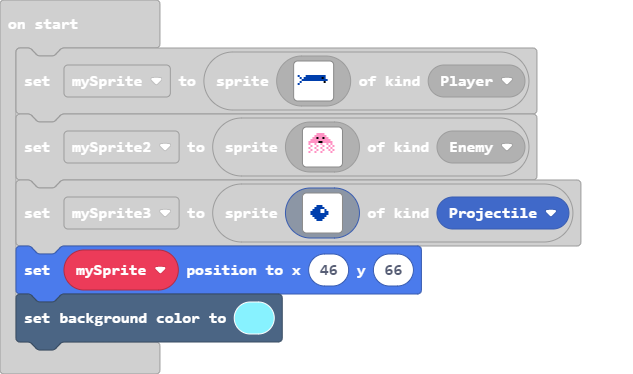 on start
set mySprite to sprite of kind Player
set mySprite2 to sprite of kind Enemy
set mySprite3 to sprite of kind Projectile
set mySprite position to x 46 y 66
set background color to